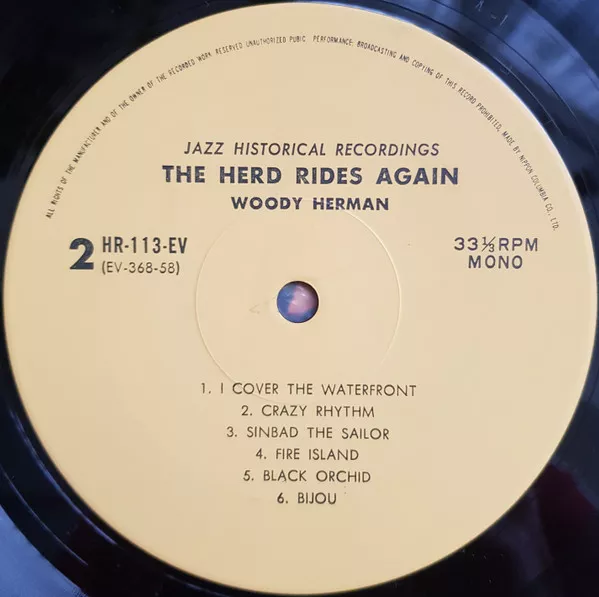 A-1
ALL RIGHTS OF THE MANUFACTURER AND OF THE OWNER OF THE RECORDED WORK RESERVED UNAUTHORIZED PUBIC PERFORMANCE; BROADCASTING AND COPYING OF THIS RECORD PROHIBITED, MADE BY NIPPON COLUMBIA CO., LTD.
JAZZ HISTORICAL RECORDINGS
THE HERD RIDES AGAIN
WOODY HERMAN
2 HR-113-EV
(EV-368-58)
33⅓ RPM
MONO
1. I COVER THE WATERFRONT
2. CRAZY RHYTHM
3. SINBAD THE SAILOR
4. FIRE ISLAND
5. BLACK ORCHID
6. BIJOU